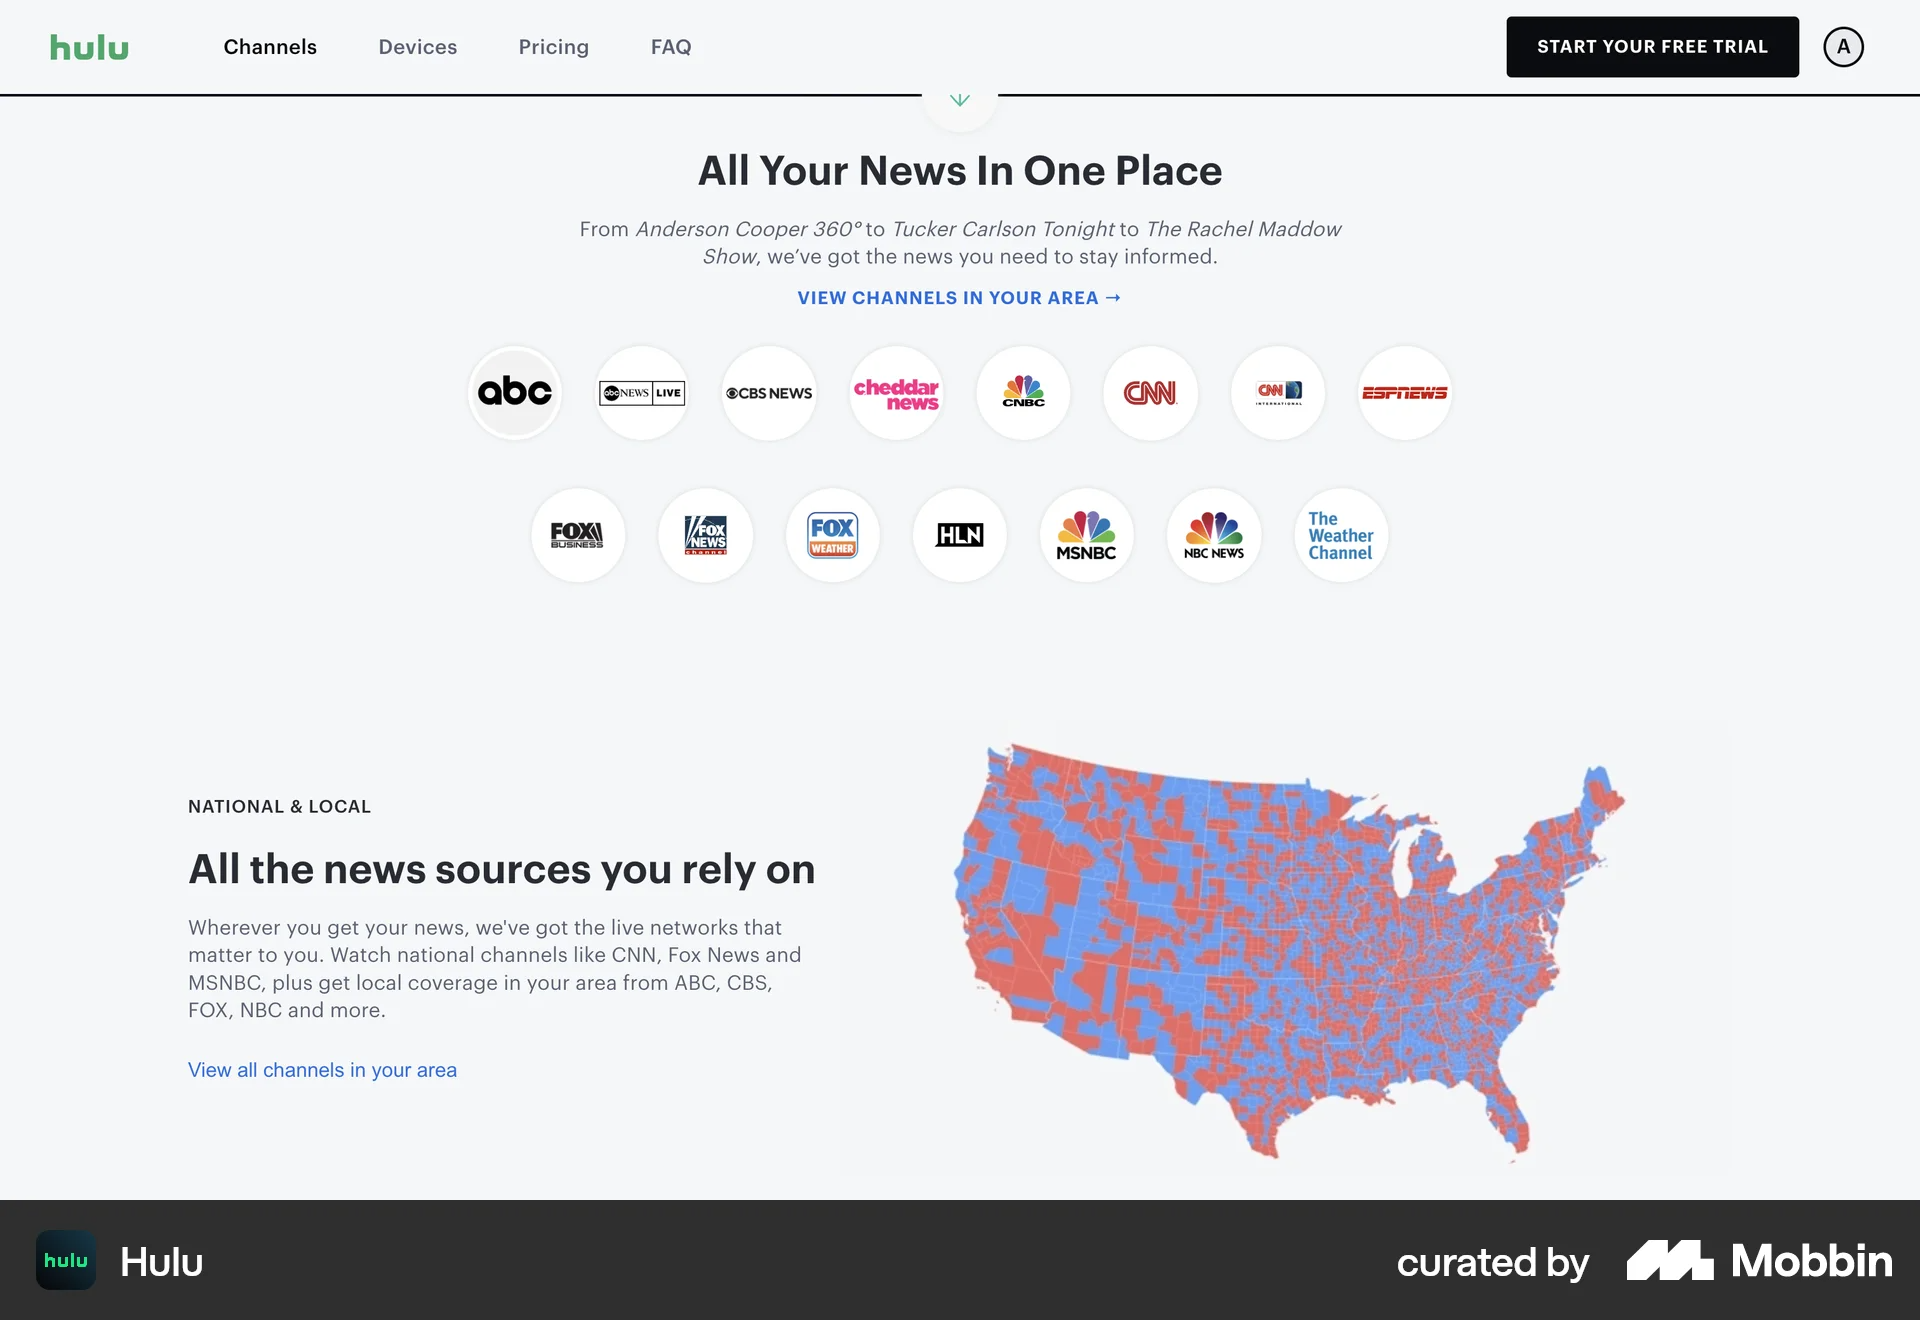 hulu
Channels
Devices
Pricing
FAQ
START YOUR FREE TRIAL
A
All Your News In One Place
From Anderson Cooper 360° to Tucker Carlson Tonight to The Rachel Maddow
Show, we’ve got the news you need to stay informed.
VIEW CHANNELS IN YOUR AREA →
abc
abc NEWS LIVE
CBS NEWS
cheddar
news
CNBC
CNN
CNN
INTERNATIONAL
ESPNEWS
FOX
BUSINESS
FOX
NEWS
channel
FOX
WEATHER
HLN
MSNBC
NBC NEWS
The
Weather
Channel
NATIONAL & LOCAL
All the news sources you rely on
Wherever you get your news, we've got the live networks that
matter to you. Watch national channels like CNN, Fox News and
MSNBC, plus get local coverage in your area from ABC, CBS,
FOX, NBC and more.
View all channels in your area
hulu
Hulu
curated by
Mobbin